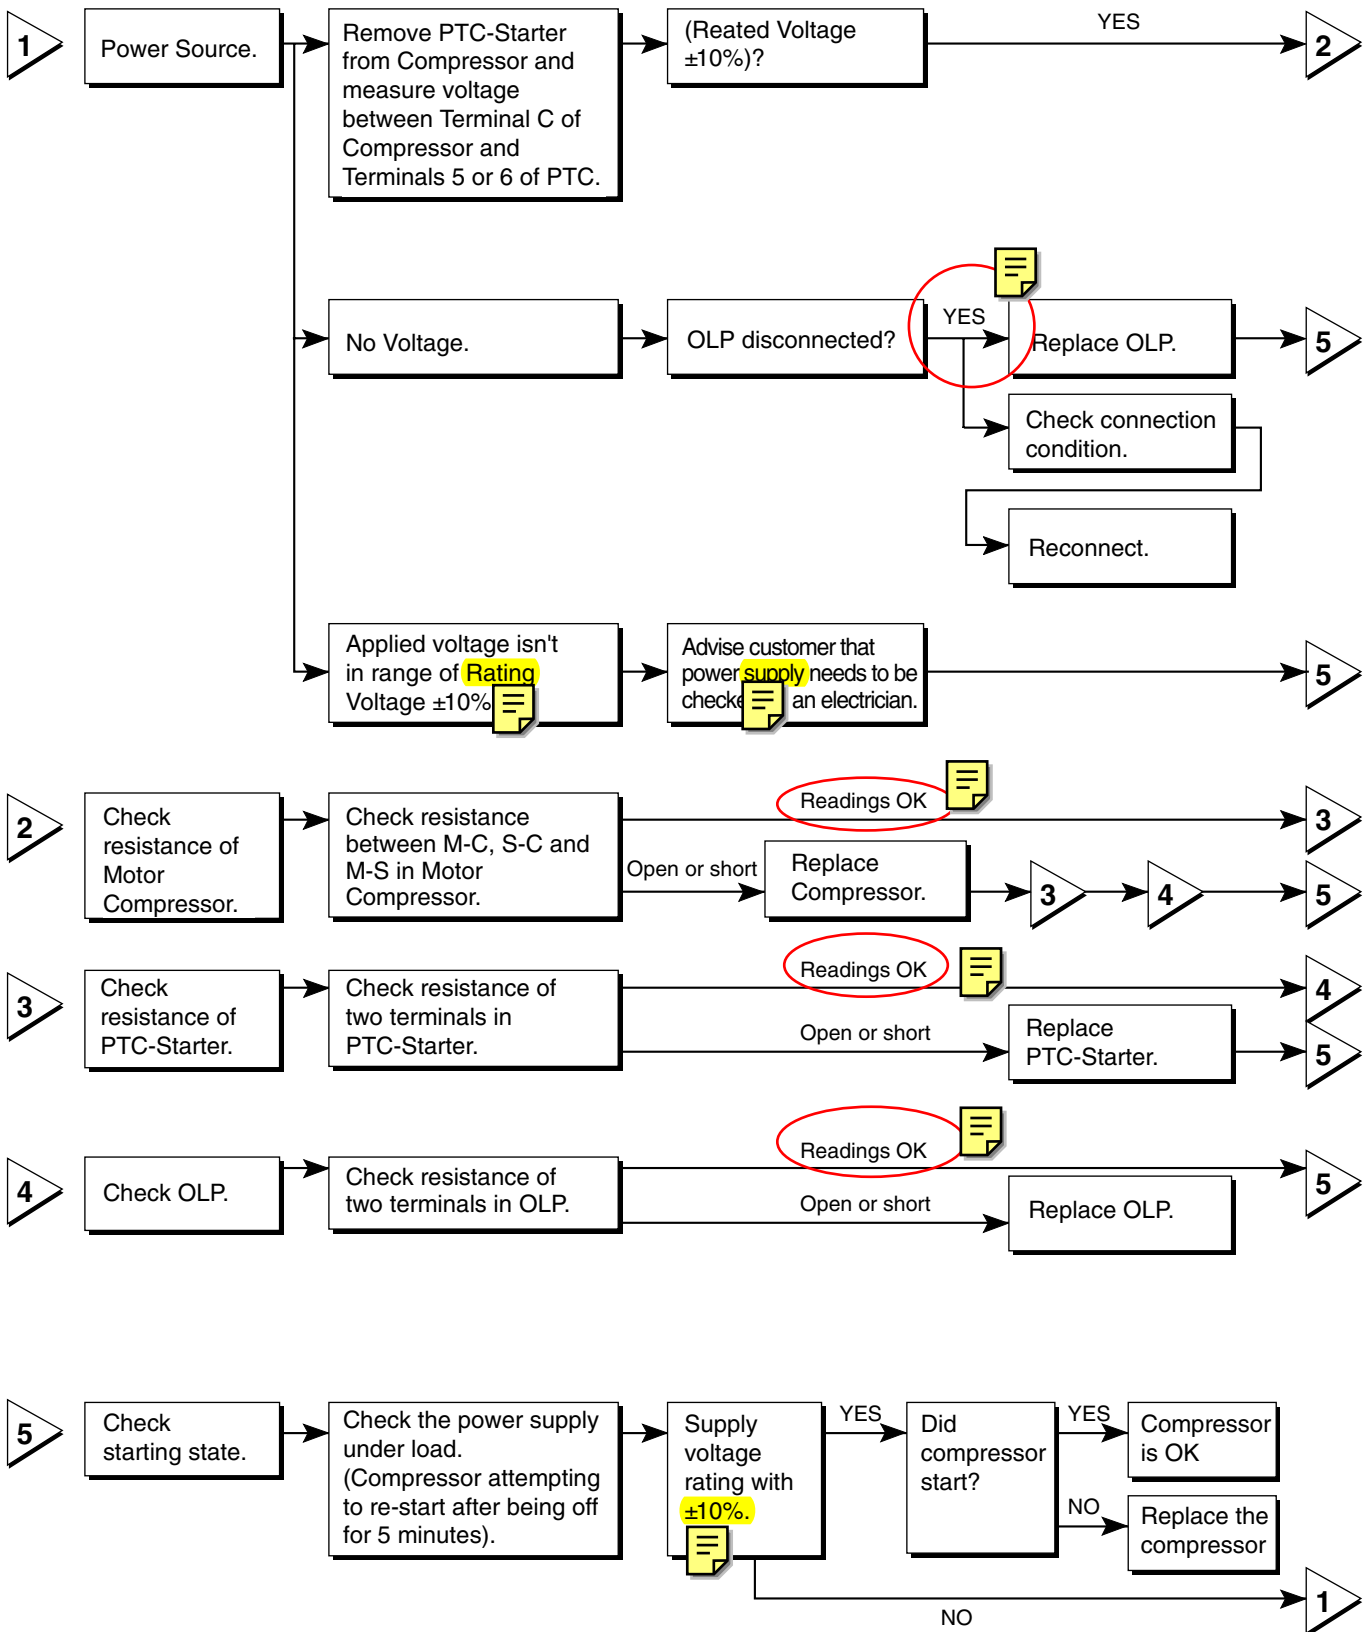 1
Power Source.
Remove PTC-Starter
from Compressor and
measure voltage
between Terminal C of
Compressor and
Terminals 5 or 6 of PTC.
(Reated Voltage
±10%)?
YES
2
No Voltage.
OLP disconnected?
YES
Replace OLP.
5
Check connection
condition.
Reconnect.
Applied voltage isn't
in range of Rating
Voltage ±10%
Advise customer that
power supply needs to be
an electrician.
5
2
Check
resistance of
Motor
Compressor.
Check resistance
between M-C, S-C and
M-S in Motor
Compressor.
Readings OK
3
Open or short
Replace
Compressor.
3
4
5
3
Check
resistance of
PTC-Starter.
Check resistance of
two terminals in
PTC-Starter.
Readings OK
4
Open or short
Replace
PTC-Starter.
5
4
Check OLP.
Check resistance of
two terminals in OLP.
Readings OK
5
Open or short
Replace OLP.
5
Check
starting state.
Check the power supply
under load.
(Compressor attempting
to re-start after being off
for 5 minutes).
Supply
voltage
rating with
±10%.
YES
Did
compressor
start?
YES
Compressor
is OK
NO
Replace the
compressor
NO
1